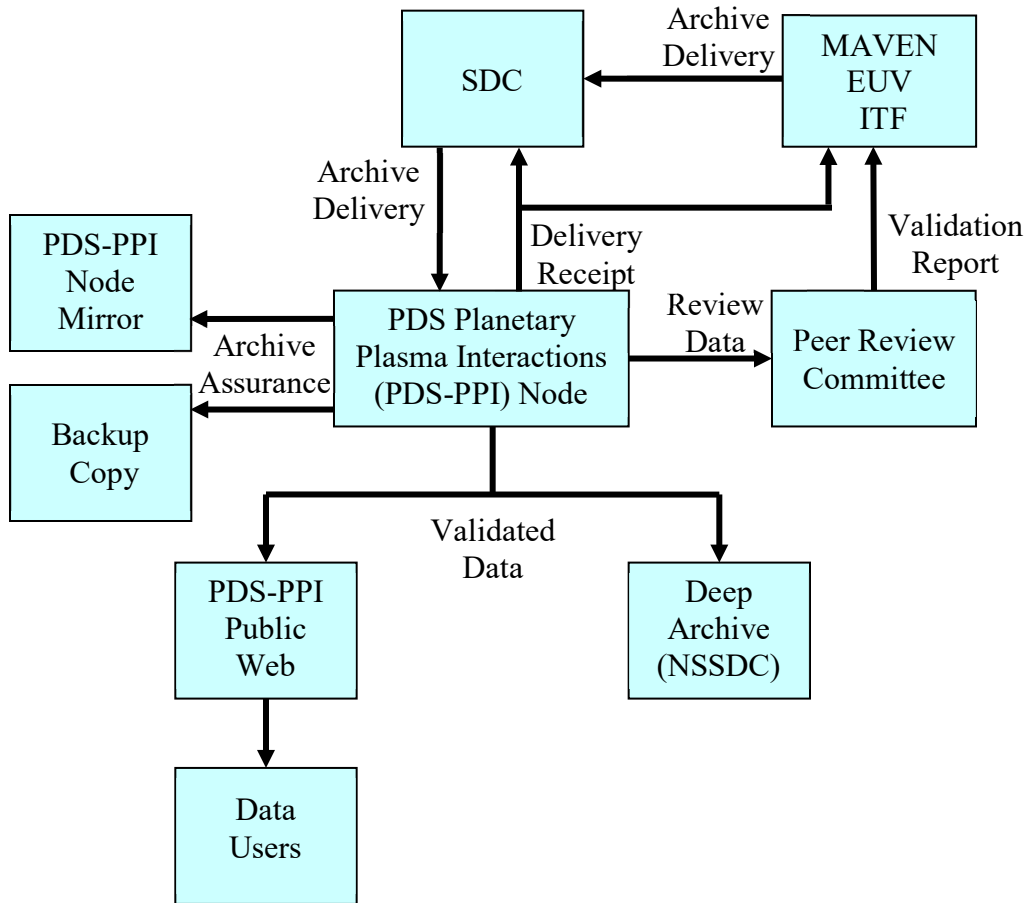 Archive
Delivery
SDC
MAVEN
EUV
ITF
Archive
Delivery
Delivery
Receipt
Validation
Report
PDS-PPI
Node
Mirror
Archive
Assurance
PDS Planetary
Plasma Interactions
(PDS-PPI) Node
Review
Data
Peer Review
Committee
Backup
Copy
Validated
Data
PDS-PPI
Public
Web
Deep
Archive
(NSSDC)
Data
Users